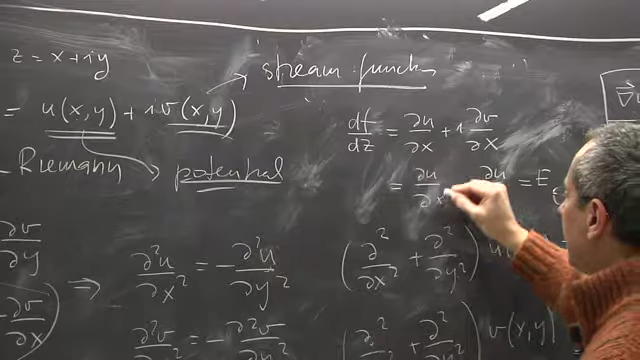 z = x + iy
= u(x,y) + i v(x,y) → stream funct
Riemann potential
df/dz = ∂u/∂x + i ∂v/∂x
= ∂u/∂x ∂u = E
∂v/∂y
∂v/∂x ) ⇒ ∂²u/∂x² = - ∂²u/∂y²
∂²v/∂x² = - ∂²v/∂y²
( ∂²/∂x² + ∂²/∂y² ) u
( ∂²/∂x² + ∂²/∂y² ) v(x,y) =
∇